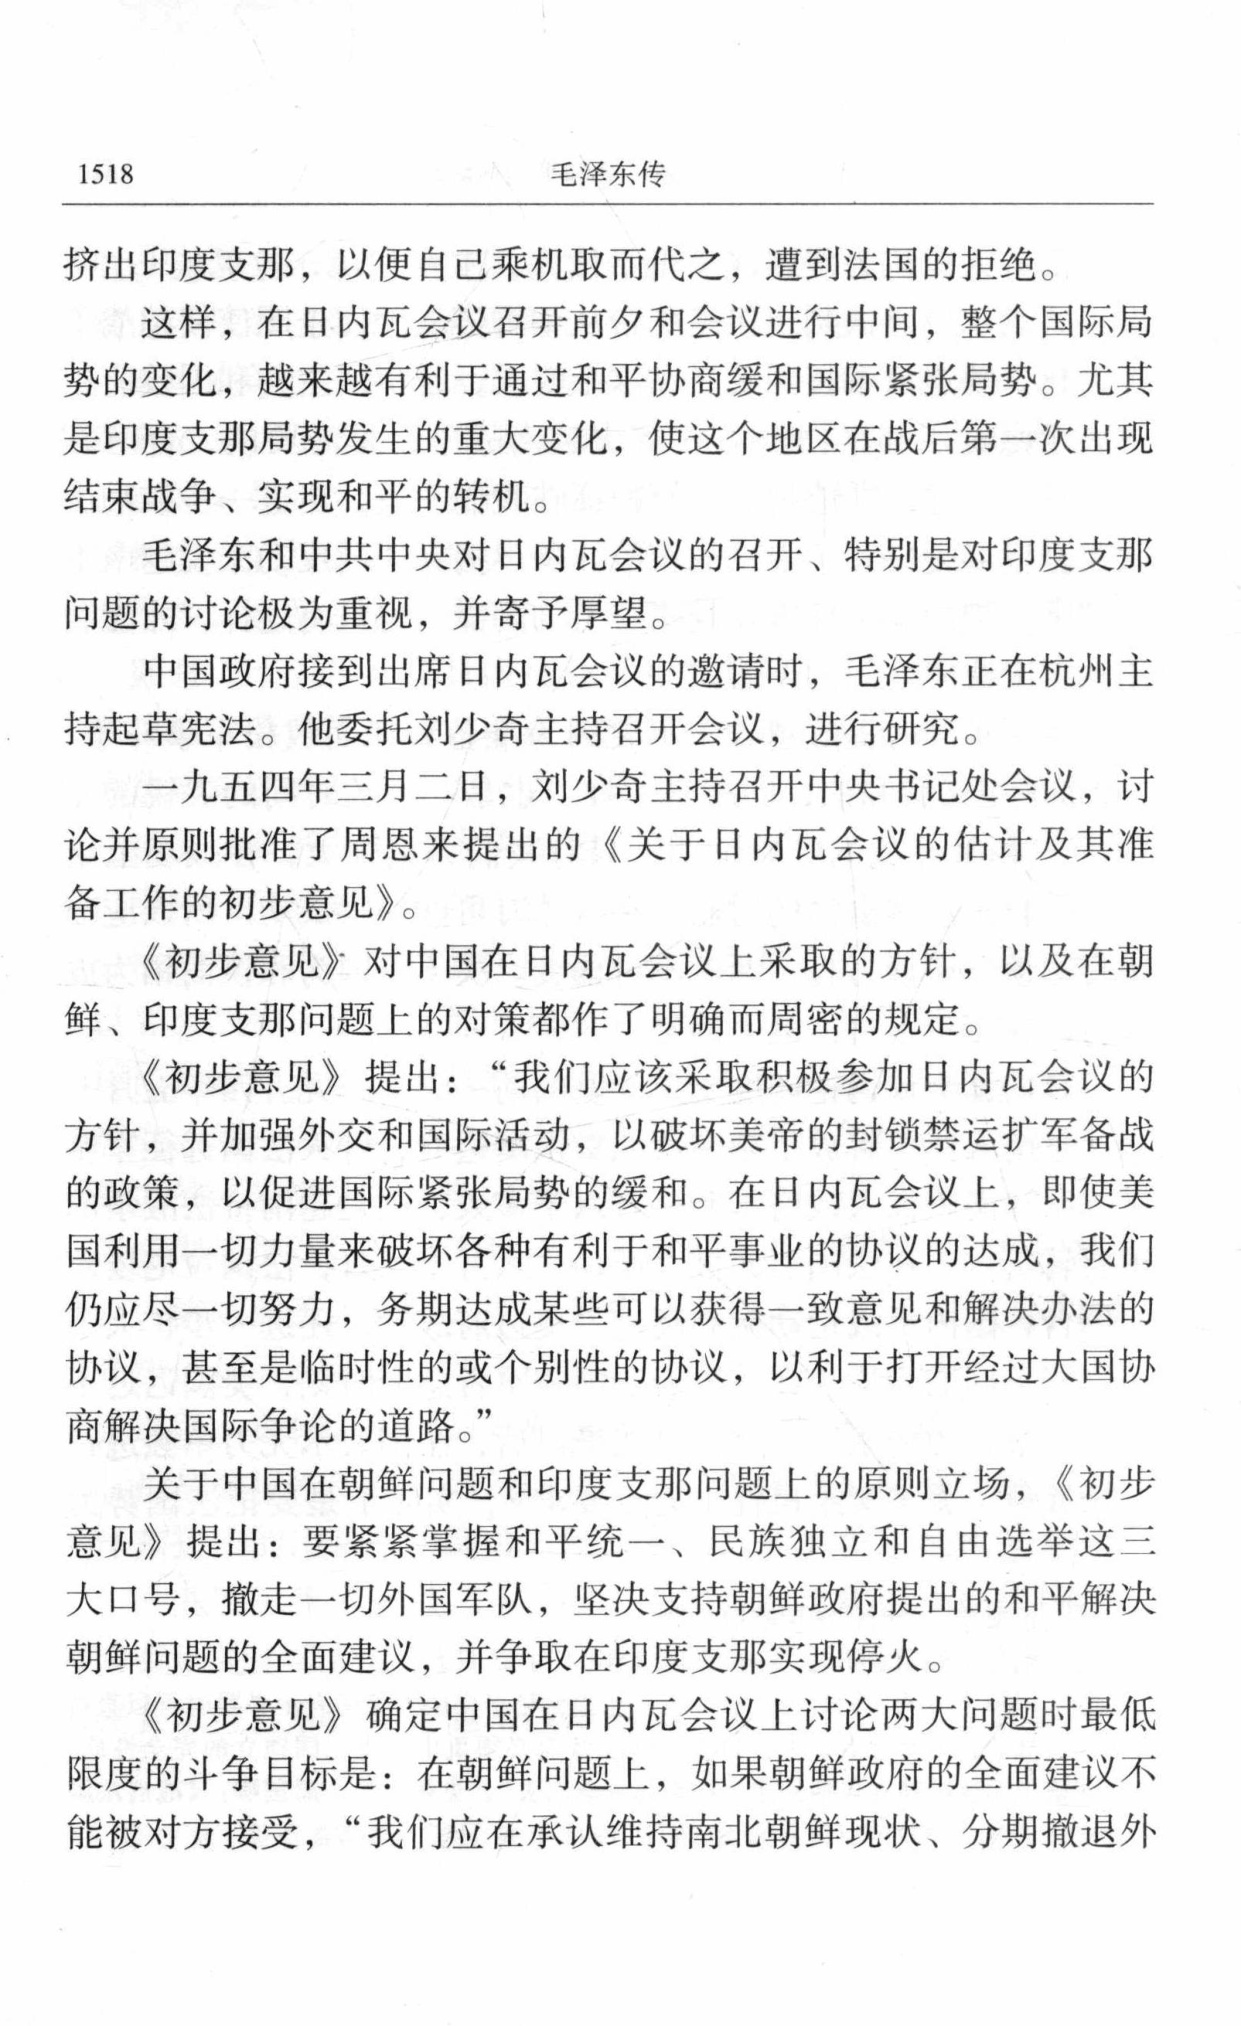 1518 毛泽东传
挤出印度支那，以便自己乘机取而代之，遭到法国的拒绝。
这样，在日内瓦会议召开前夕和会议进行中间，整个国际局
势的变化，越来越有利于通过和平协商缓和国际紧张局势。尤其
是印度支那局势发生的重大变化，使这个地区在战后第一次出现
结束战争、实现和平的转机。
毛泽东和中共中央对日内瓦会议的召开、特别是对印度支那
问题的讨论极为重视，并寄予厚望。
中国政府接到出席日内瓦会议的邀请时，毛泽东正在杭州主
持起草宪法。他委托刘少奇主持召开会议，进行研究。
一九五四年三月二日，刘少奇主持召开中央书记处会议，讨
论并原则批准了周恩来提出的《关于日内瓦会议的估计及其准
备工作的初步意见》。
《初步意见》对中国在日内瓦会议上采取的方针，以及在朝
鲜、印度支那问题上的对策都作了明确而周密的规定。
《初步意见》提出：“我们应该采取积极参加日内瓦会议的
方针，并加强外交和国际活动，以破坏美帝的封锁禁运扩军备战
的政策，以促进国际紧张局势的缓和。在日内瓦会议上，即使美
国利用一切力量来破坏各种有利于和平事业的协议的达成，我们
仍应尽一切努力，务期达成某些可以获得一致意见和解决办法的
协议，甚至是临时性的或个别性的协议，以利于打开经过大国协
商解决国际争论的道路。”
关于中国在朝鲜问题和印度支那问题上的原则立场，《初步
意见》提出：要紧紧掌握和平统一、民族独立和自由选举这三
大口号，撤走一切外国军队，坚决支持朝鲜政府提出的和平解决
朝鲜问题的全面建议，并争取在印度支那实现停火。
《初步意见》确定中国在日内瓦会议上讨论两大问题时最低
限度的斗争目标是：在朝鲜问题上，如果朝鲜政府的全面建议不
能被对方接受，“我们应在承认维持南北朝鲜现状、分期撤退外